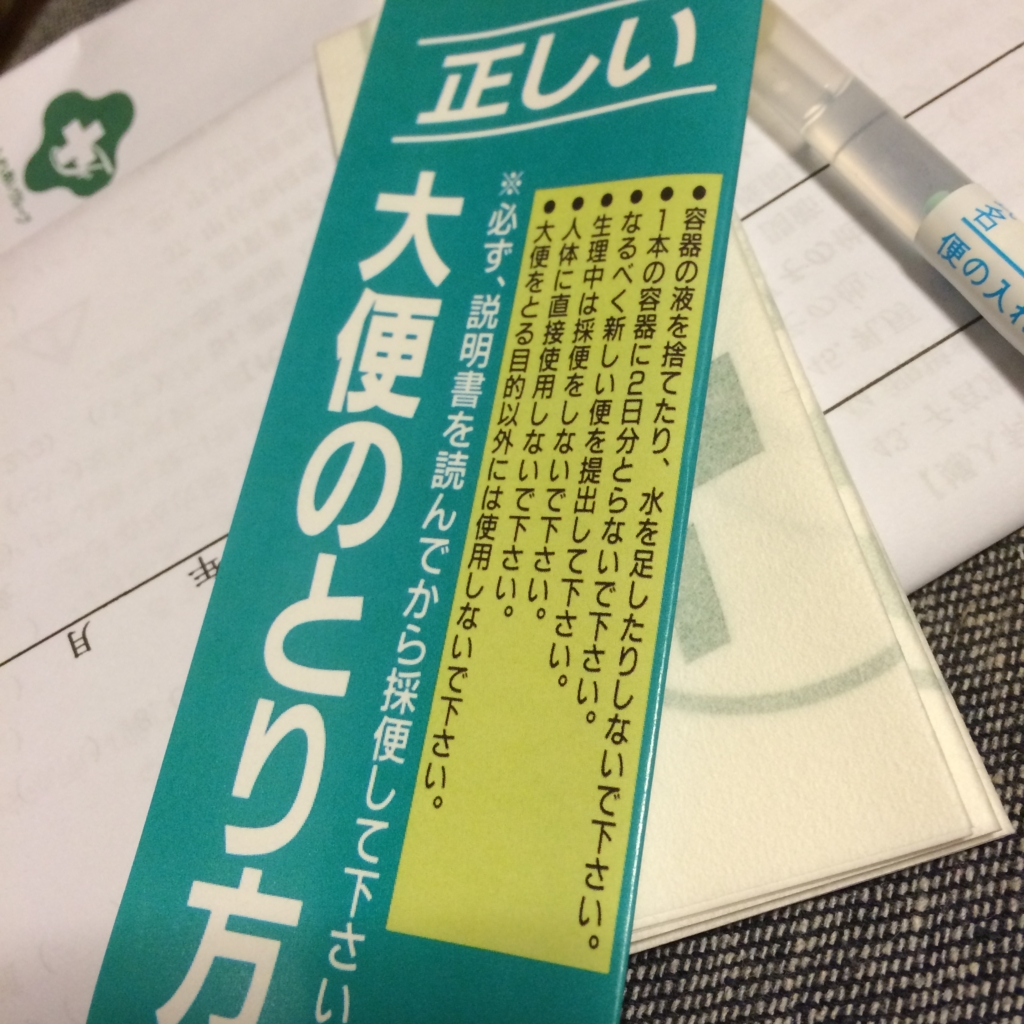 正しい
大便のとり方
※必ず、説明書を読んでから採便して下さい
●容器の液を捨てたり、水を足したりしないで下さい。
●1本の容器に2日分とらないで下さい。
●なるべく新しい便を提出して下さい。
●生理中は採便をしないで下さい。
●人体に直接使用しないで下さい。
●大便をとる目的以外には使用しないで下さい。
名
便の入れ
年
月